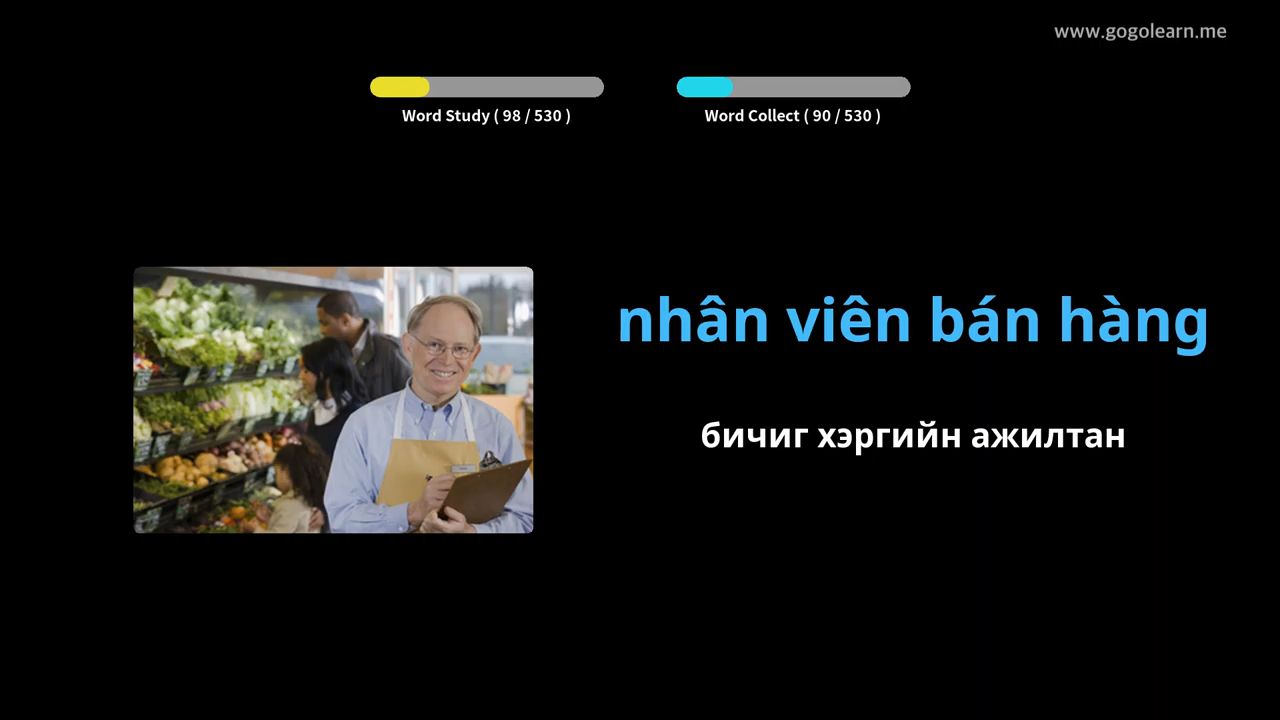 www.gogolearn.me
Word Study ( 98 / 530 )
Word Collect ( 90 / 530 )
nhân viên bán hàng
бичиг хэргийн ажилтан